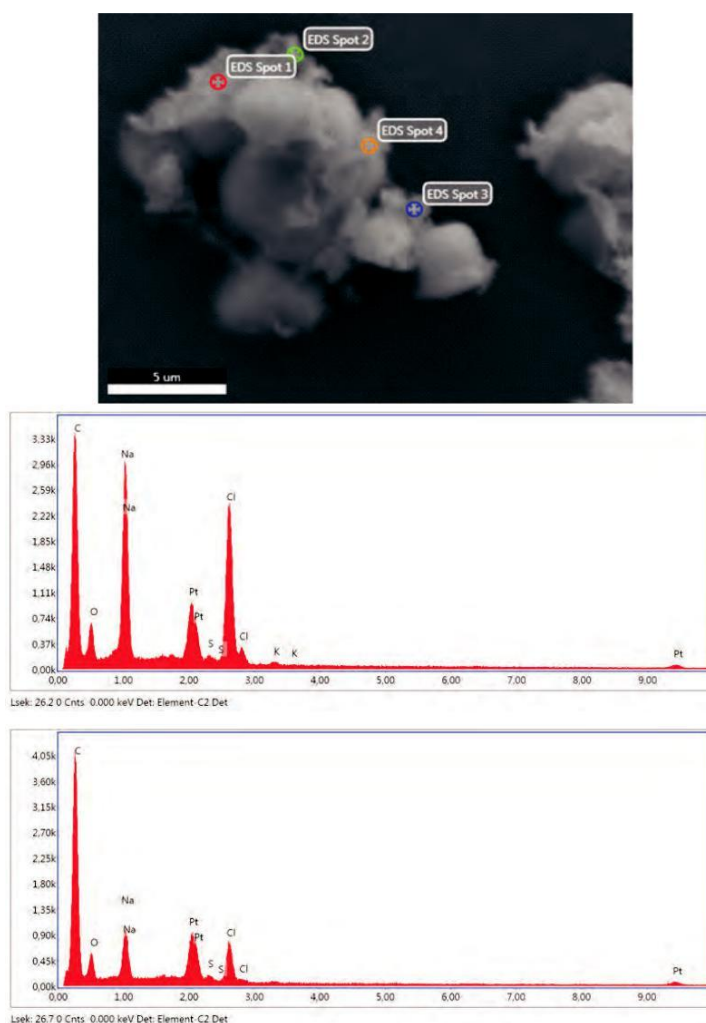 EDS Spot 2
EDS Spot 1
EDS Spot 4
EDS Spot 3
5 um
C
3.33k
Na
2.96k
2.59k
Cl
Na
2.22k
1.85k
1.48k
Pt
1.11k
0.74k
O
Pt
S
S
Cl
0.37k
K
K
Pt
0.00k
0,00 1,00 2,00 3,00 4,00 5,00 6,00 7,00 8,00 9,00
Lsek: 26.2 0 Cnts 0.000 keV Det: Element-C2 Det
C
4.05k
3.60k
3.15k
2.70k
2.25k
1.80k
Na
1.35k
Pt
Na
Cl
0.90k
Pt
O
0.45k
S
S
Cl
Pt
0.00k
0,00 1,00 2,00 3,00 4,00 5,00 6,00 7,00 8,00 9,00
Lsek: 26.7 0 Cnts 0.000 keV Det: Element-C2 Det